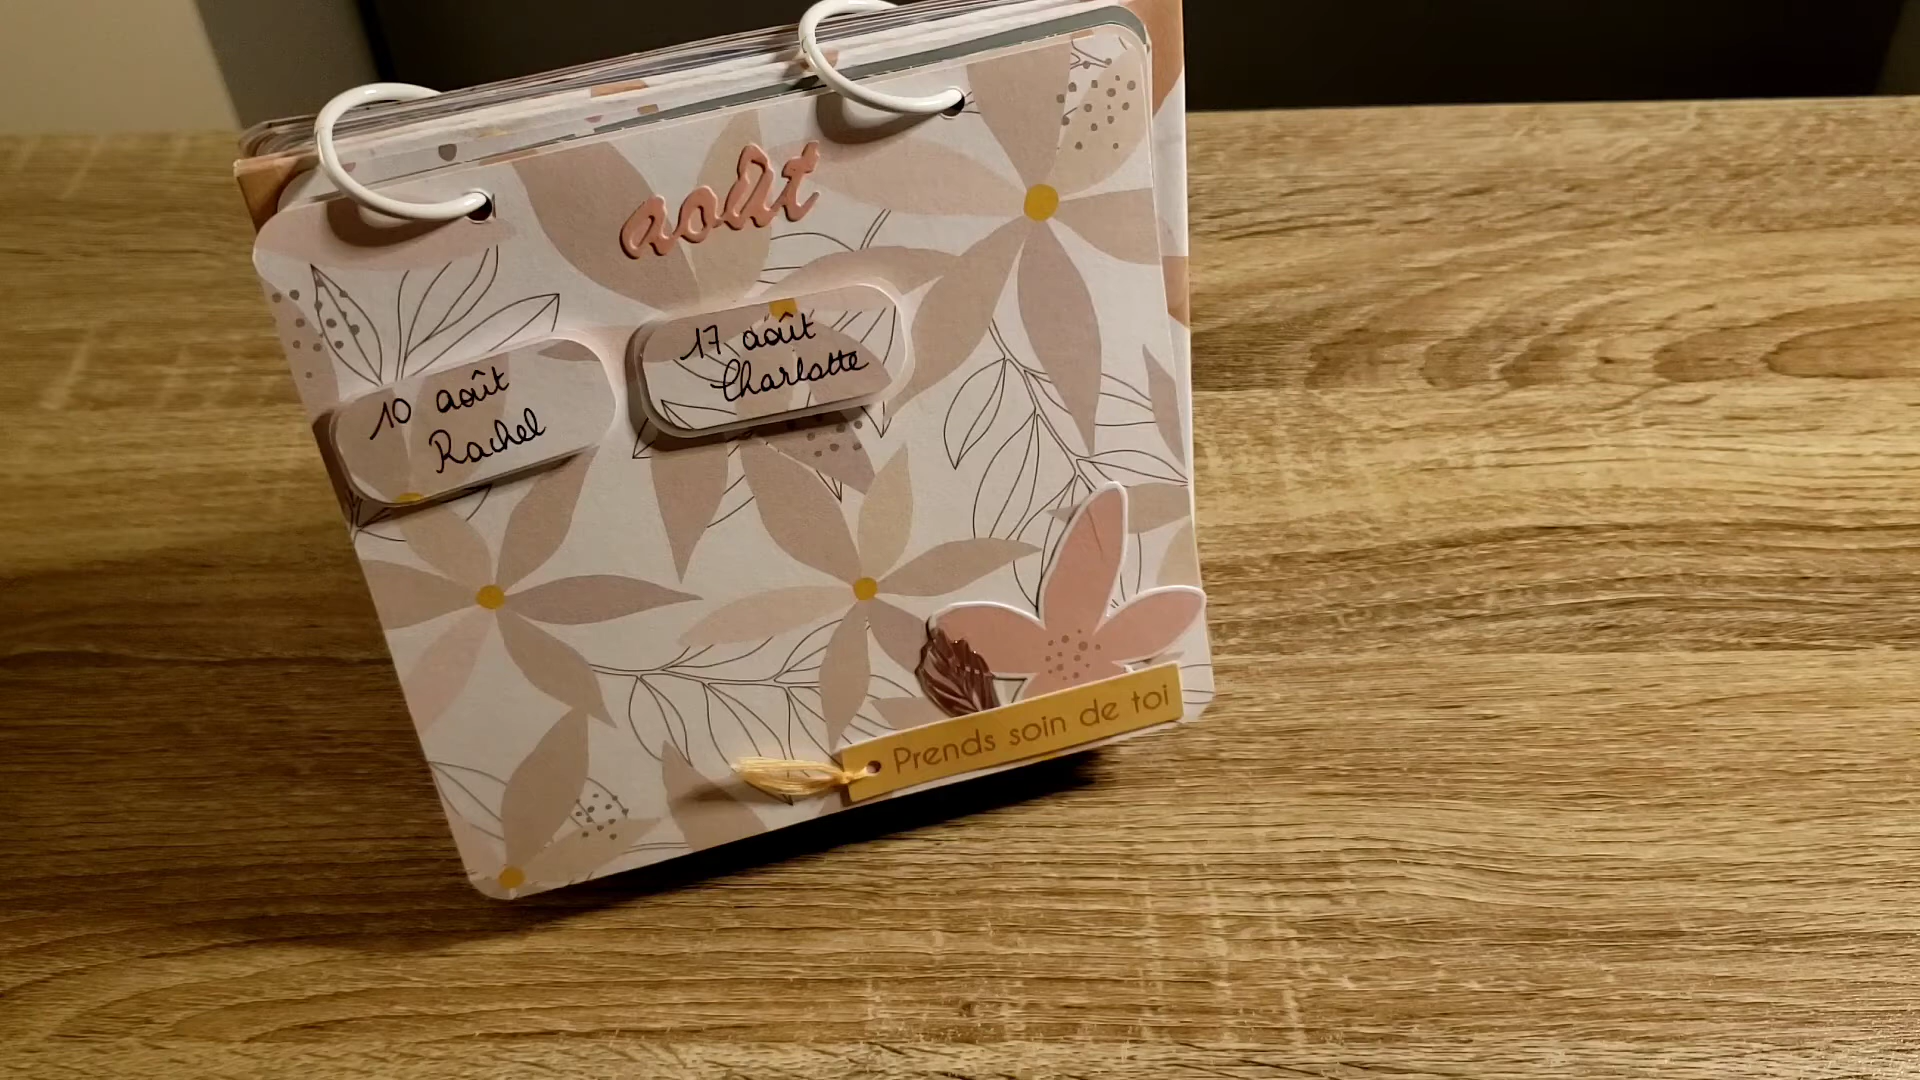 août
10 août
Rachel
17 août
Charlotte
Prends soin de toi